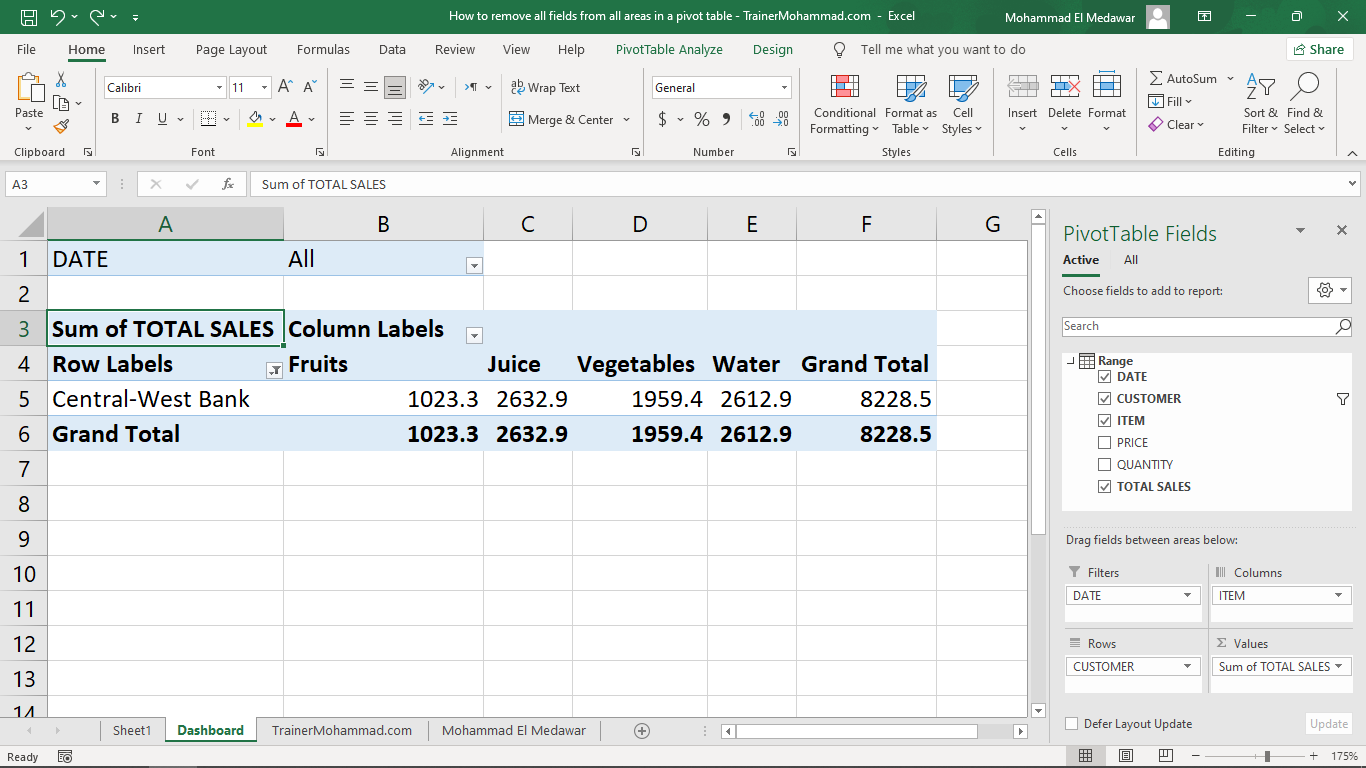 How to remove all fields from all areas in a pivot table - TrainerMohammad.com - Excel
Mohammad El Medawar
File Home Insert Page Layout Formulas Data Review View Help PivotTable Analyze Design Tell me what you want to do Share
Paste
Calibri 11
B I U A A A
ab Wrap Text
Merge & Center
General
$ % 9 .00 .00
Conditional Formatting
Format as Table
Cell Styles
Insert Delete Format
AutoSum
Fill
Clear
Sort & Filter
Find & Select
Clipboard Font Alignment Number Styles Cells Editing
A3 fx Sum of TOTAL SALES
A B C D E F G
1 DATE All
2
3 Sum of TOTAL SALES Column Labels
4 Row Labels Fruits Juice Vegetables Water Grand Total
5 Central-West Bank 1023.3 2632.9 1959.4 2612.9 8228.5
6 Grand Total 1023.3 2632.9 1959.4 2612.9 8228.5
7
8
9
10
11
12
13
14
PivotTable Fields
Active All
Choose fields to add to report:
Search
Range
DATE
CUSTOMER
ITEM
PRICE
QUANTITY
TOTAL SALES
Drag fields between areas below:
Filters Columns
DATE ITEM
Rows Σ Values
CUSTOMER Sum of TOTAL SALES
Defer Layout Update Update
Sheet1 Dashboard TrainerMohammad.com Mohammad El Medawar
Ready 175%